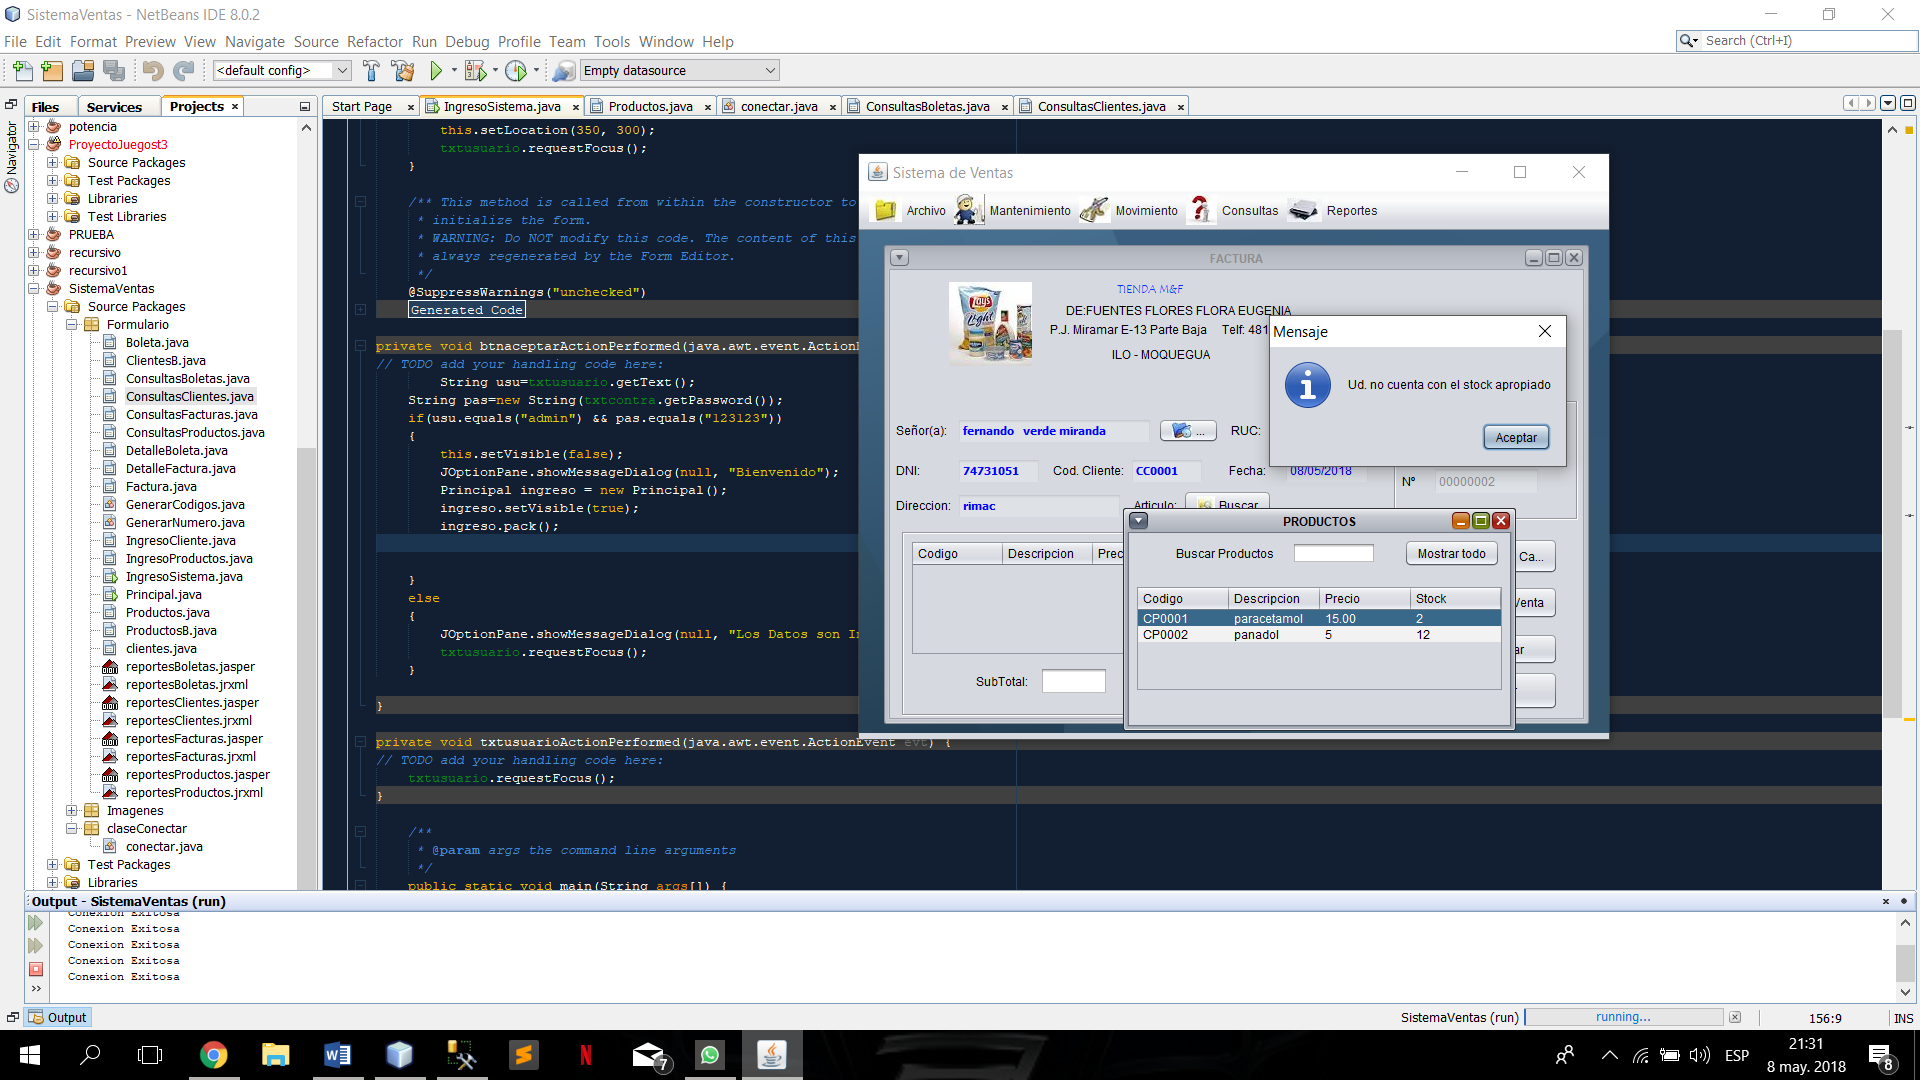 SistemaVentas - NetBeans IDE 8.0.2
File Edit Format Preview View Navigate Source Refactor Run Debug Profile Team Tools Window Help
Search (Ctrl+I)
<default config>
Empty datasource
Files Services Projects
Navigator
Start Page IngresoSistema.java Productos.java conectar.java ConsultasBoletas.java ConsultasClientes.java
potencia
ProyectoJuegost3
Source Packages
Test Packages
Libraries
Test Libraries
PRUEBA
recursivo
recursivo1
SistemaVentas
Source Packages
Formulario
Boleta.java
ClientesB.java
ConsultasBoletas.java
ConsultasClientes.java
ConsultasFacturas.java
ConsultasProductos.java
DetalleBoleta.java
DetalleFactura.java
Factura.java
GenerarCodigos.java
GenerarNumero.java
IngresoCliente.java
IngresoProductos.java
IngresoSistema.java
Principal.java
Productos.java
ProductosB.java
clientes.java
reportesBoletas.jasper
reportesBoletas.jrxml
reportesClientes.jasper
reportesClientes.jrxml
reportesFacturas.jasper
reportesFacturas.jrxml
reportesProductos.jasper
reportesProductos.jrxml
Imagenes
claseConectar
conectar.java
Test Packages
Libraries
this.setLocation(350, 300);
txtusuario.requestFocus();
}
/** This method is called from within the constructor to
* initialize the form.
* WARNING: Do NOT modify this code. The content of this
* always regenerated by the Form Editor.
*/
@SuppressWarnings("unchecked")
Generated Code
private void btnaceptarActionPerformed(java.awt.event.ActionE
// TODO add your handling code here:
String usu=txtusuario.getText();
String pas=new String(txtcontra.getPassword());
if(usu.equals("admin") && pas.equals("123123"))
{
this.setVisible(false);
JOptionPane.showMessageDialog(null, "Bienvenido");
Principal ingreso = new Principal();
ingreso.setVisible(true);
ingreso.pack();
}
else
{
JOptionPane.showMessageDialog(null, "Los Datos son In
txtusuario.requestFocus();
}
}
private void txtusuarioActionPerformed(java.awt.event.ActionEvent evt) {
// TODO add your handling code here:
txtusuario.requestFocus();
}
/**
* @param args the command line arguments
*/
public static void main(String args[]) {
Sistema de Ventas
Archivo Mantenimiento Movimiento Consultas Reportes
FACTURA
Lays
Light
TIENDA M&F
DE:FUENTES FLORES FLORA EUGENIA
P.J. Miramar E-13 Parte Baja Telf: 481
ILO - MOQUEGUA
Mensaje
Ud. no cuenta con el stock apropiado
Aceptar
Señor(a): fernando verde miranda ... RUC:
DNI: 74731051 Cod. Cliente: CC0001 Fecha: 08/05/2018
Nº 00000002
Direccion: rimac Articulo: Buscar
Codigo Descripcion Prec
SubTotal:
Ca...
Venta
ar
PRODUCTOS
Buscar Productos Mostrar todo
Codigo Descripcion Precio Stock
CP0001 paracetamol 15.00 2
CP0002 panadol 5 12
Output - SistemaVentas (run)
Conexion Exitosa
Conexion Exitosa
Conexion Exitosa
Conexion Exitosa
Conexion Exitosa
Output
SistemaVentas (run) running... 156:9 INS
7
ESP
21:31
8 may. 2018
8